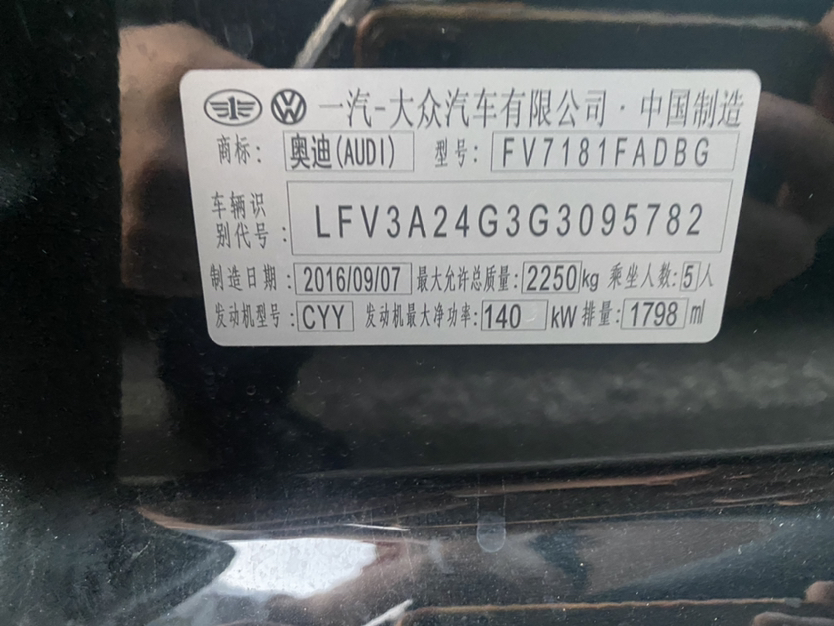 一汽-大众汽车有限公司·中国制造
商标: 奥迪(AUDI) 型号: FV7181FADBG
车辆识
别代号: LFV3A24G3G3095782
制造日期: 2016/09/07 最大允许总质量: 2250kg 乘坐人数: 5人
发动机型号: CYY 发动机最大净功率: 140 kW 排量: 1798 ml